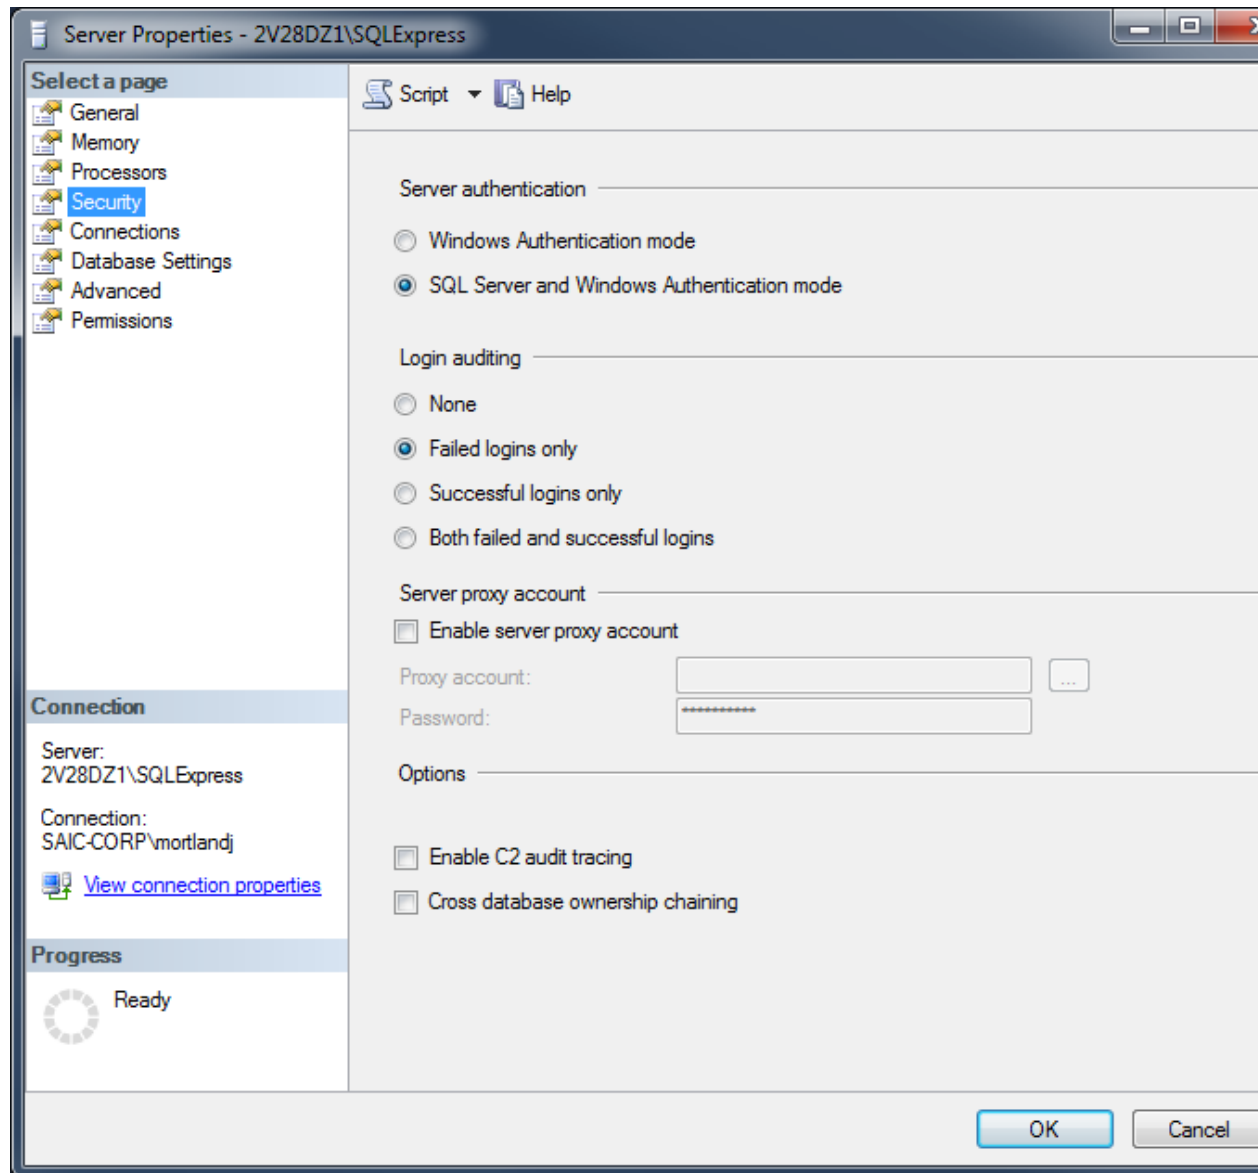 Server Properties - 2V28DZ1\SQLExpress
Select a page
General
Memory
Processors
Security
Connections
Database Settings
Advanced
Permissions
Connection
Server:
2V28DZ1\SQLExpress
Connection:
SAIC-CORP\mortlandj
View connection properties
Progress
Ready
Script
Help
Server authentication
Windows Authentication mode
SQL Server and Windows Authentication mode
Login auditing
None
Failed logins only
Successful logins only
Both failed and successful logins
Server proxy account
Enable server proxy account
Proxy account:
...
Password:
**********
Options
Enable C2 audit tracing
Cross database ownership chaining
OK
Cancel